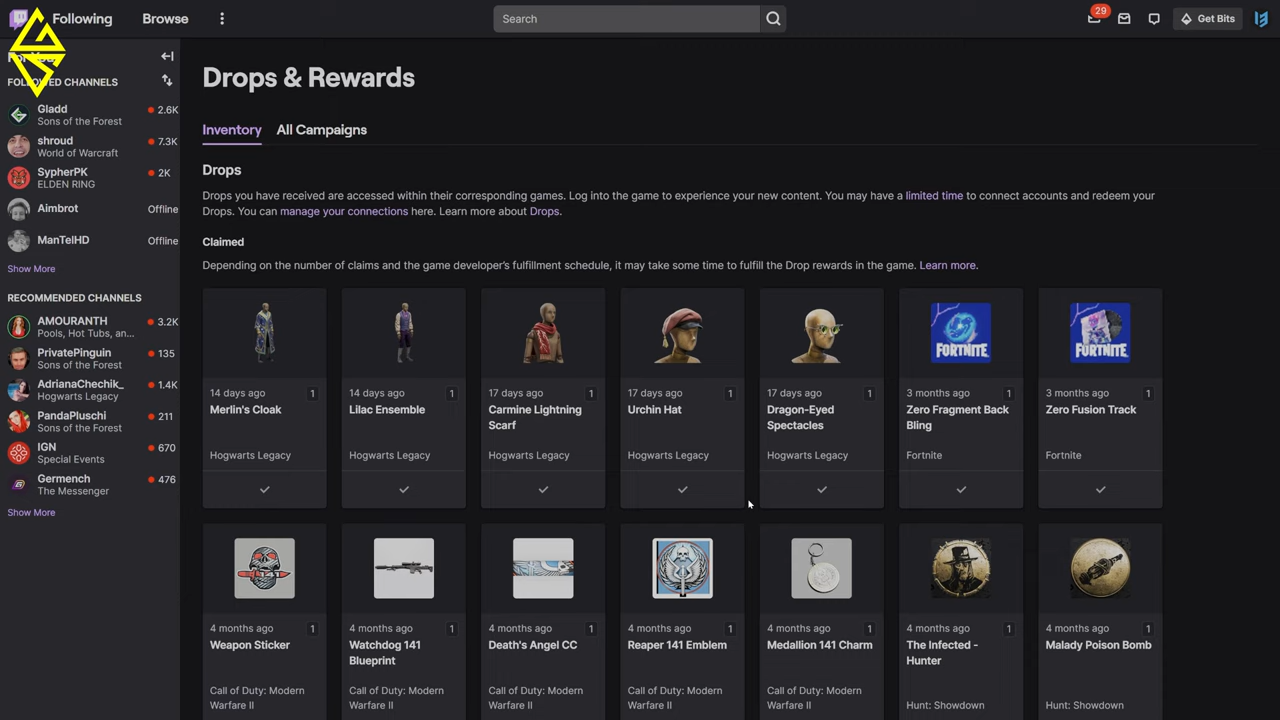 Following
Browse
Search
29
Get Bits
FOLLOWED CHANNELS
Gladd
2.6K
Sons of the Forest
shroud
7.3K
World of Warcraft
SypherPK
2K
ELDEN RING
Aimbrot
Offline
ManTelHD
Offline
Show More
RECOMMENDED CHANNELS
AMOURANTH
3.2K
Pools, Hot Tubs, an...
PrivatePinguin
135
Sons of the Forest
AdrianaChechik_
1.4K
Hogwarts Legacy
PandaPluschi
211
Sons of the Forest
IGN
670
Special Events
Germench
476
The Messenger
Show More
Drops & Rewards
Inventory
All Campaigns
Drops
Drops you have received are accessed within their corresponding games. Log into the game to experience your new content. You may have a limited time to connect accounts and redeem your
Drops. You can manage your connections here. Learn more about Drops.
Claimed
Depending on the number of claims and the game developer's fulfillment schedule, it may take some time to fulfill the Drop rewards in the game. Learn more.
14 days ago 1
Merlin's Cloak
Hogwarts Legacy
14 days ago 1
Lilac Ensemble
Hogwarts Legacy
17 days ago 1
Carmine Lightning
Scarf
Hogwarts Legacy
17 days ago 1
Urchin Hat
Hogwarts Legacy
17 days ago 1
Dragon-Eyed
Spectacles
Hogwarts Legacy
FORTNITE
3 months ago 1
Zero Fragment Back
Bling
Fortnite
FORTNITE
3 months ago 1
Zero Fusion Track
Fortnite
141
4 months ago 1
Weapon Sticker
Call of Duty: Modern
Warfare II
4 months ago 1
Watchdog 141
Blueprint
Call of Duty: Modern
Warfare II
4 months ago 1
Death's Angel CC
Call of Duty: Modern
Warfare II
4 months ago 1
Reaper 141 Emblem
Call of Duty: Modern
Warfare II
4 months ago 1
Medallion 141 Charm
Call of Duty: Modern
Warfare II
4 months ago 1
The Infected -
Hunter
Hunt: Showdown
4 months ago 1
Malady Poison Bomb
Hunt: Showdown